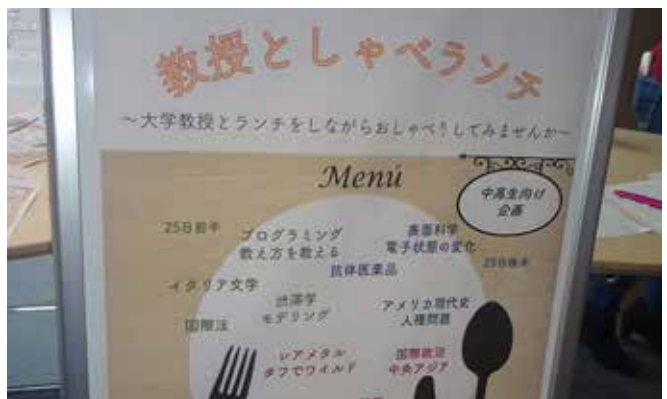 教授としゃべランチ
～大学教授とランチをしながらおしゃべりしてみませんか～
Menú
中高生向け
企画
25日前半
プログラミング
教え方を教える
表面科学
電子状態の変化
抗体医薬品
25日後半
イタリア文学
渋滞学
モデリング
アメリカ現代史
人種問題
国際法
レアメタル
タフでワイルド
国際政治
中央アジア